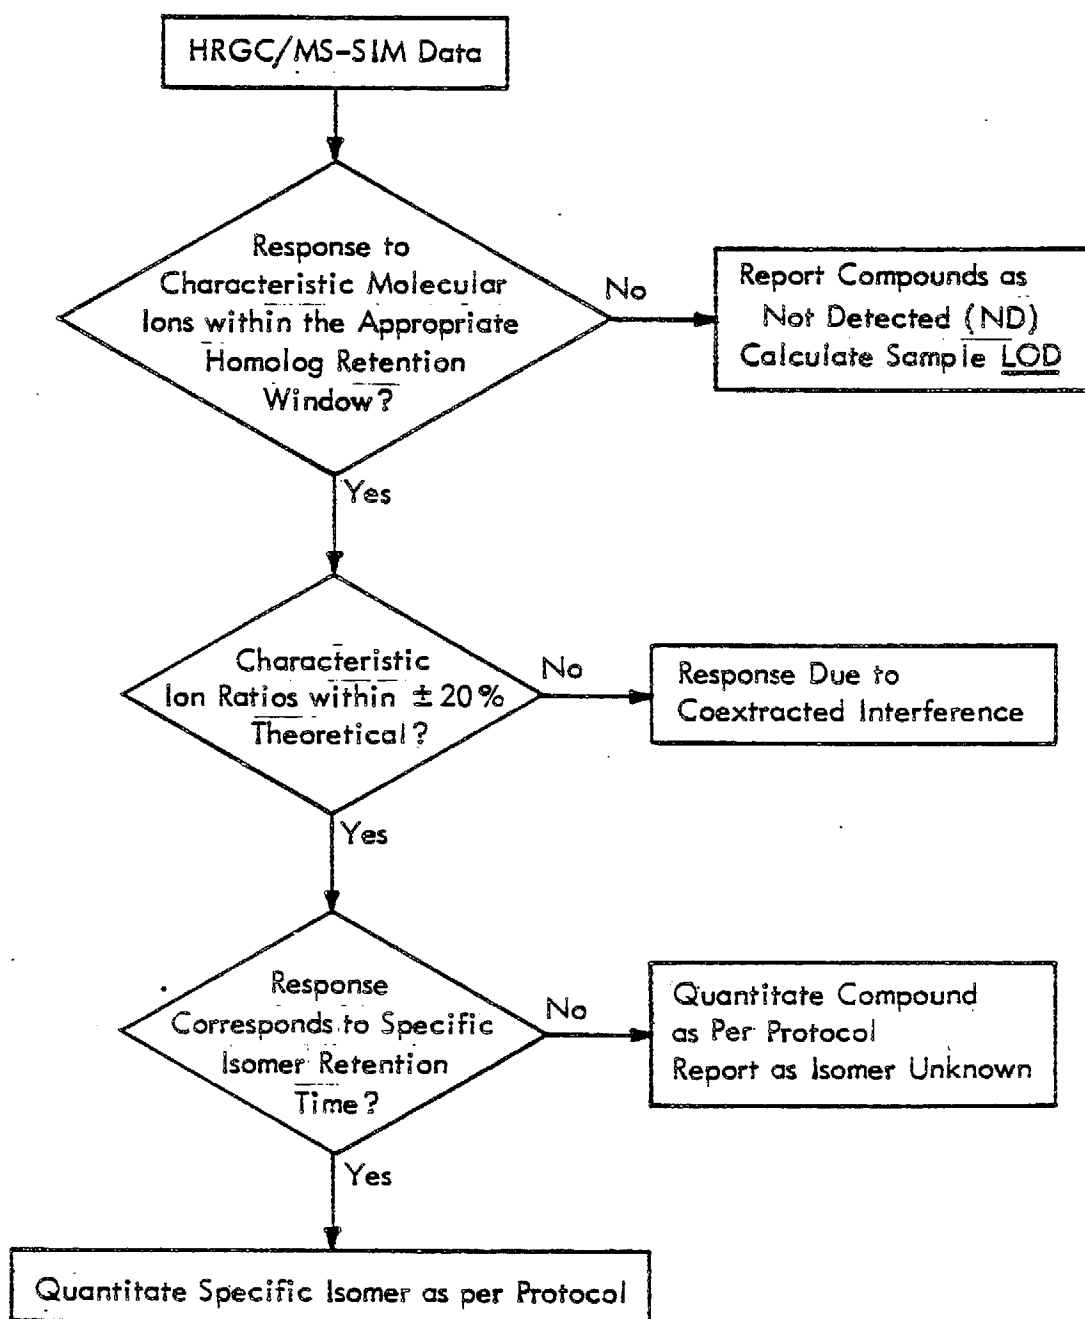 HRGC/MS-SIM Data
Response to
Characteristic Molecular
Ions within the Appropriate
Homolog Retention
Window?
No
Report Compounds as
Not Detected (ND)
Calculate Sample LOD
Yes
Characteristic
Ion Ratios within ±20%
Theoretical?
No
Response Due to
Coextracted Interference
Yes
Response
Corresponds to Specific
Isomer Retention
Time?
No
Quantitate Compound
as Per Protocol
Report as Isomer Unknown
Yes
Quantitate Specific Isomer as per Protocol